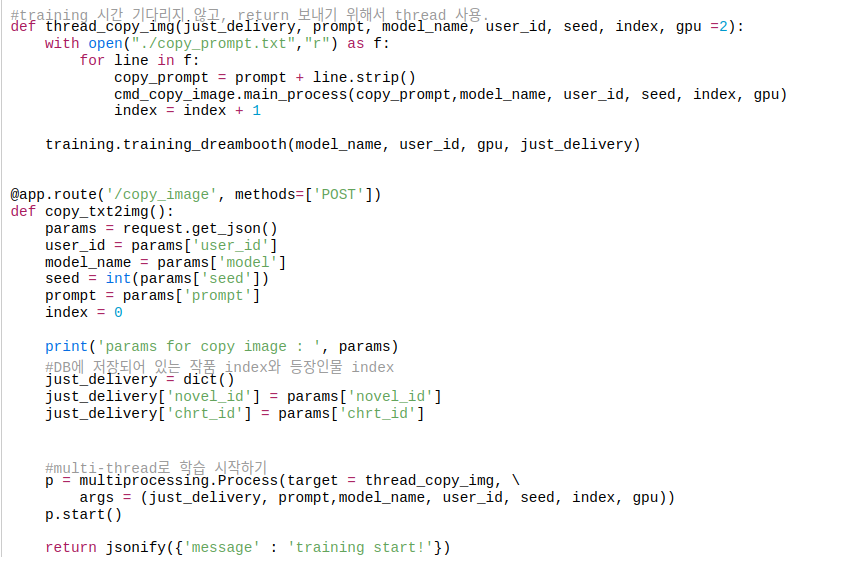 #training 시간 기다리지 않고, return 보내기 위해서 thread 사용.
def thread_copy_img(just_delivery, prompt, model_name, user_id, seed, index, gpu =2):
    with open("./copy_prompt.txt","r") as f:
        for line in f:
            copy_prompt = prompt + line.strip()
            cmd_copy_image.main_process(copy_prompt,model_name, user_id, seed, index, gpu)
            index = index + 1

    training.training_dreambooth(model_name, user_id, gpu, just_delivery)


@app.route('/copy_image', methods=['POST'])
def copy_txt2img():
    params = request.get_json()
    user_id = params['user_id']
    model_name = params['model']
    seed = int(params['seed'])
    prompt = params['prompt']
    index = 0

    print('params for copy image : ', params)
    #DB에 저장되어 있는 작품 index와 등장인물 index
    just_delivery = dict()
    just_delivery['novel_id'] = params['novel_id']
    just_delivery['chrt_id'] = params['chrt_id']


    #multi-thread로 학습 시작하기
    p = multiprocessing.Process(target = thread_copy_img, \
        args = (just_delivery, prompt,model_name, user_id, seed, index, gpu))
    p.start()

    return jsonify({'message' : 'training start!'})